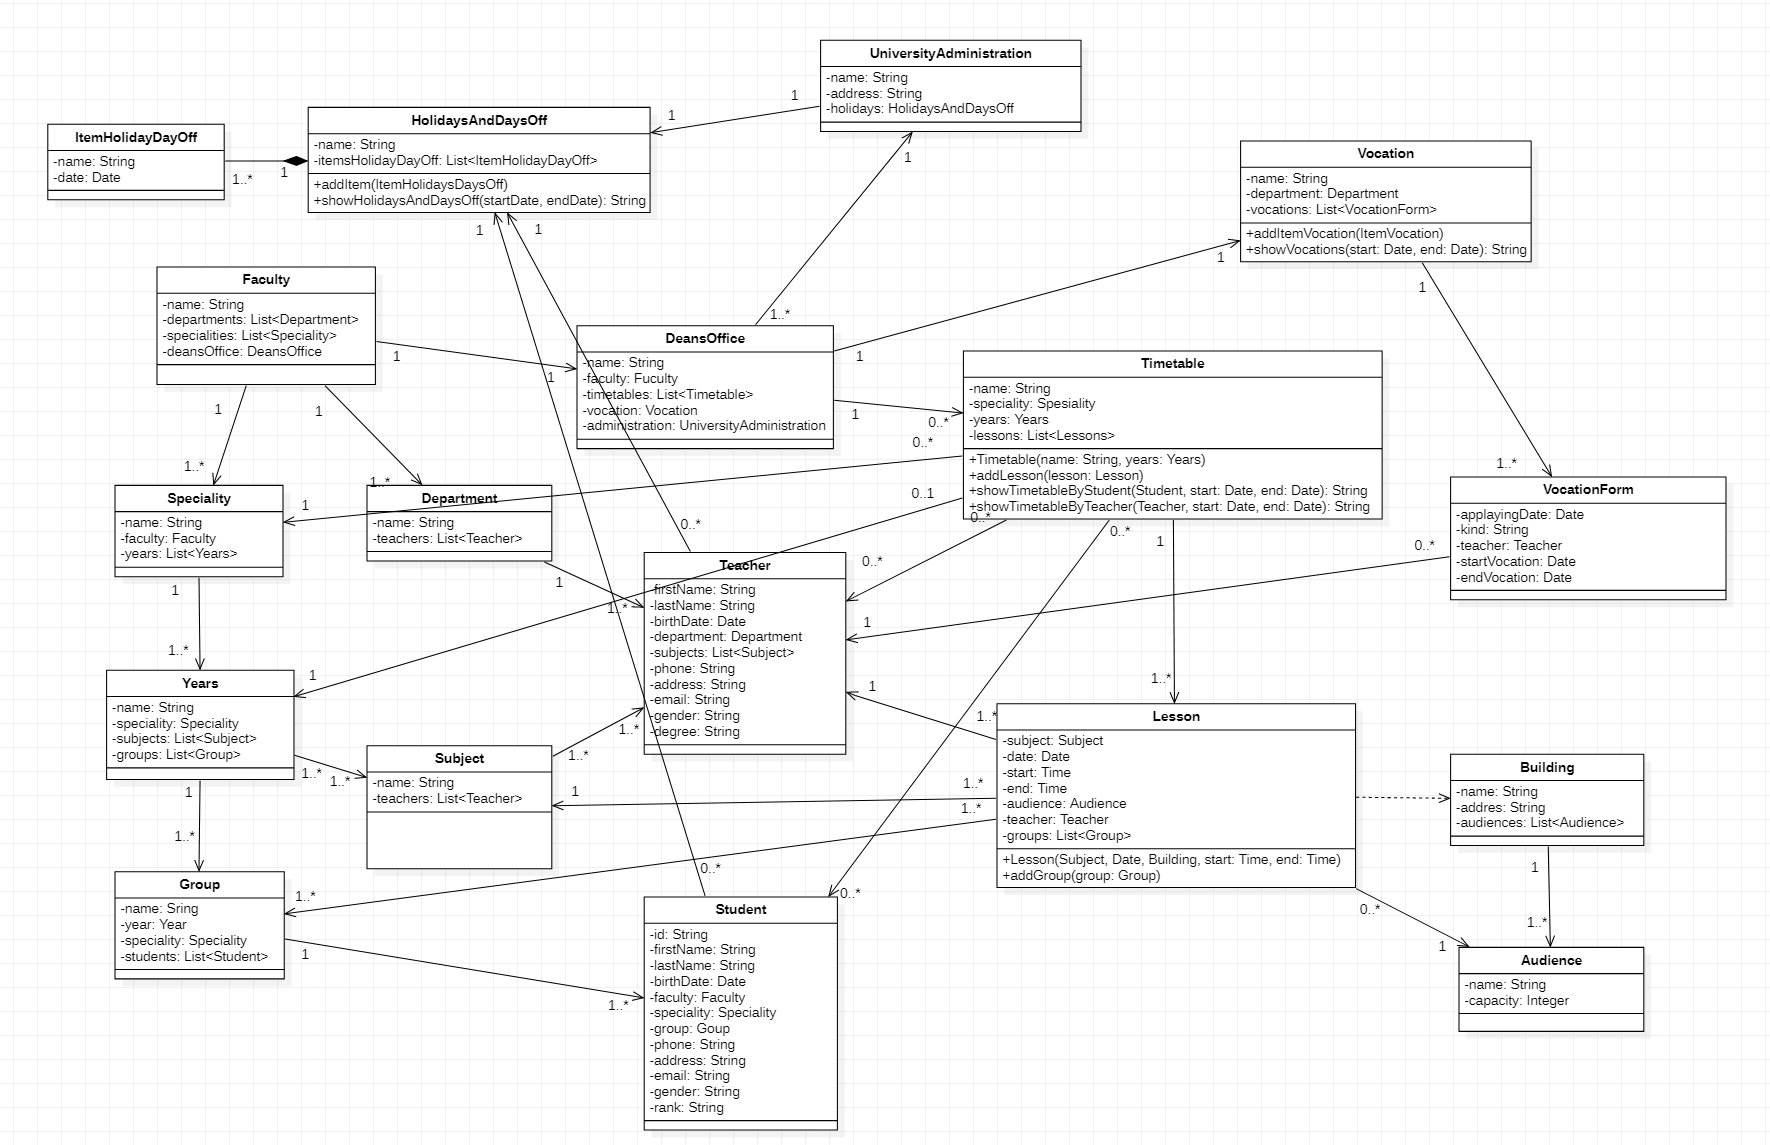 UniversityAdministration
-name: String
-address: String
-holidays: HolidaysAndDaysOff
1
1
1
HolidaysAndDaysOff
-name: String
-itemsHolidayDayOff: List<ItemHolidayDayOff>
+addItem(ItemHolidaysDaysOff)
+showHolidaysAndDaysOff(startDate, endDate): String
1
1
ItemHolidayDayOff
-name: String
-date: Date
1..*
1
Vocation
-name: String
-department: Department
-vocations: List<VocationForm>
+addItemVocation(ItemVocation)
+showVocations(start: Date, end: Date): String
1
1
Faculty
-name: String
-departments: List<Department>
-specialities: List<Speciality>
-deansOffice: DeansOffice
1
1
1
1..*
1..*
DeansOffice
-name: String
-faculty: Fuculty
-timetables: List<Timetable>
-vocation: Vocation
-administration: UniversityAdministration
1..*
1
1
1
0..*
Timetable
-name: String
-speciality: Spesiality
-years: Years
-lessons: List<Lessons>
+Timetable(name: String, years: Years)
+addLesson(lesson: Lesson)
+showTimetableByStudent(Student, start: Date, end: Date): String
+showTimetableByTeacher(Teacher, start: Date, end: Date): String
0..*
0..1
0..*
0..*
1
Speciality
-name: String
-faculty: Faculty
-years: List<Years>
1
1
1..*
Department
-name: String
-teachers: List<Teacher>
1
1..*
VocationForm
-applayingDate: Date
-kind: String
-teacher: Teacher
-startVocation: Date
-endVocation: Date
1..*
0..*
Teacher
-firstName: String
-lastName: String
-birthDate: Date
-department: Department
-subjects: List<Subject>
-phone: String
-address: String
-email: String
-gender: String
-degree: String
0..*
0..*
1
1
1..*
Years
-name: String
-speciality: Speciality
-subjects: List<Subject>
-groups: List<Group>
1
1..*
1..*
1
1..*
Subject
-name: String
-teachers: List<Teacher>
1..*
1
Lesson
-subject: Subject
-date: Date
-start: Time
-end: Time
-audience: Audience
-teacher: Teacher
-groups: List<Group>
+Lesson(Subject, Date, Building, start: Time, end: Time)
+addGroup(group: Group)
1..*
1..*
1..*
1..*
0..*
1
Building
-name: String
-addres: String
-audiences: List<Audience>
1
1..*
Group
-name: Sring
-year: Year
-speciality: Speciality
-students: List<Student>
1..*
1
1..*
Student
-id: String
-firstName: String
-lastName: String
-birthDate: Date
-faculty: Faculty
-speciality: Speciality
-group: Goup
-phone: String
-address: String
-email: String
-gender: String
-rank: String
0..*
0..*
Audience
-name: String
-capacity: Integer